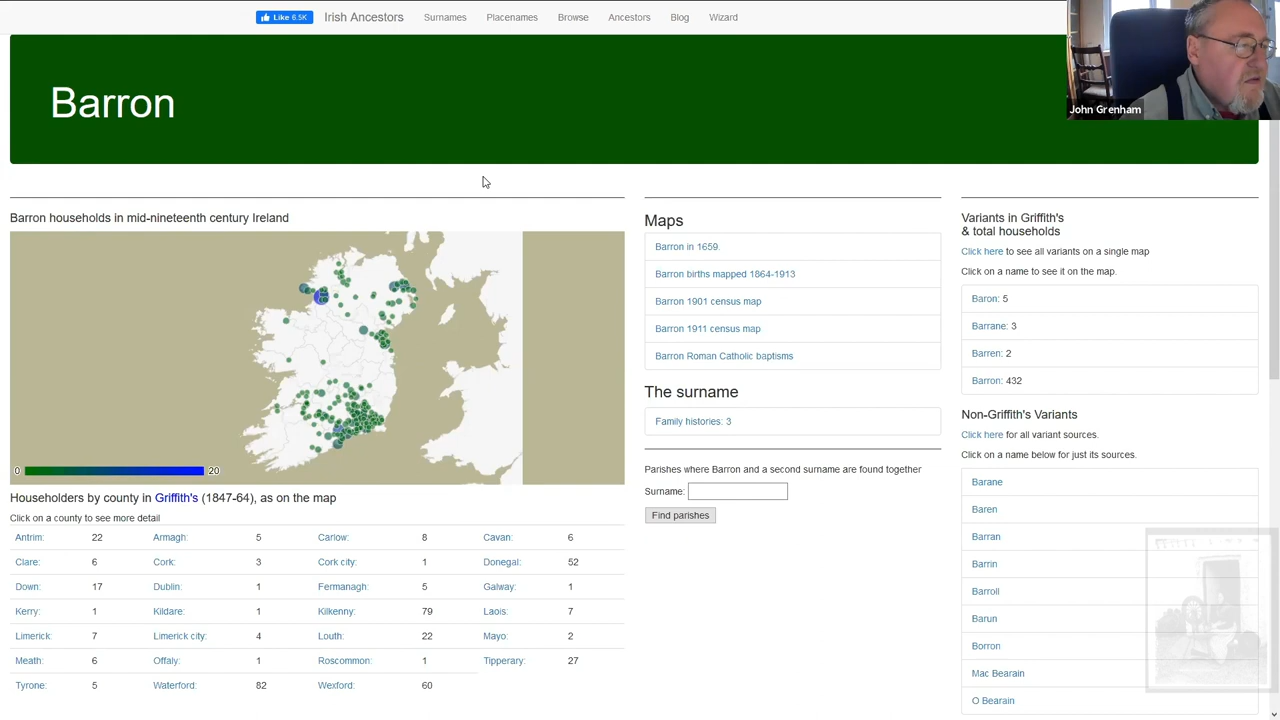 Like 6.5K Irish Ancestors Surnames Placenames Browse Ancestors Blog Wizard
John Grenham
Barron
Barron households in mid-nineteenth century Ireland
0 20
Householders by county in Griffith's (1847-64), as on the map
Click on a county to see more detail
Antrim: 22 Armagh: 5 Carlow: 8 Cavan: 6
Clare: 6 Cork: 3 Cork city: 1 Donegal: 52
Down: 17 Dublin: 1 Fermanagh: 5 Galway: 1
Kerry: 1 Kildare: 1 Kilkenny: 79 Laois: 7
Limerick: 7 Limerick city: 4 Louth: 22 Mayo: 2
Meath: 6 Offaly: 1 Roscommon: 1 Tipperary: 27
Tyrone: 5 Waterford: 82 Wexford: 60
Maps
Barron in 1659.
Barron births mapped 1864-1913
Barron 1901 census map
Barron 1911 census map
Barron Roman Catholic baptisms
The surname
Family histories: 3
Parishes where Barron and a second surname are found together
Surname:
Find parishes
Variants in Griffith's
& total households
Click here to see all variants on a single map
Click on a name to see it on the map.
Baron: 5
Barrane: 3
Barren: 2
Barron: 432
Non-Griffith's Variants
Click here for all variant sources.
Click on a name below for just its sources.
Barane
Baren
Barran
Barrin
Barroll
Barun
Borron
Mac Bearain
O Bearain